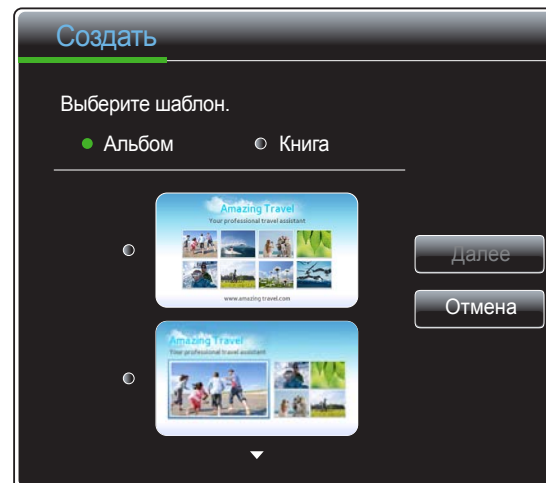 Создать
Выберите шаблон.
Альбом Книга
Amazing Travel
Your professional travel assistant
www.amazing travel.com
Далее
Отмена
Amazing Travel
Your professional travel assistant